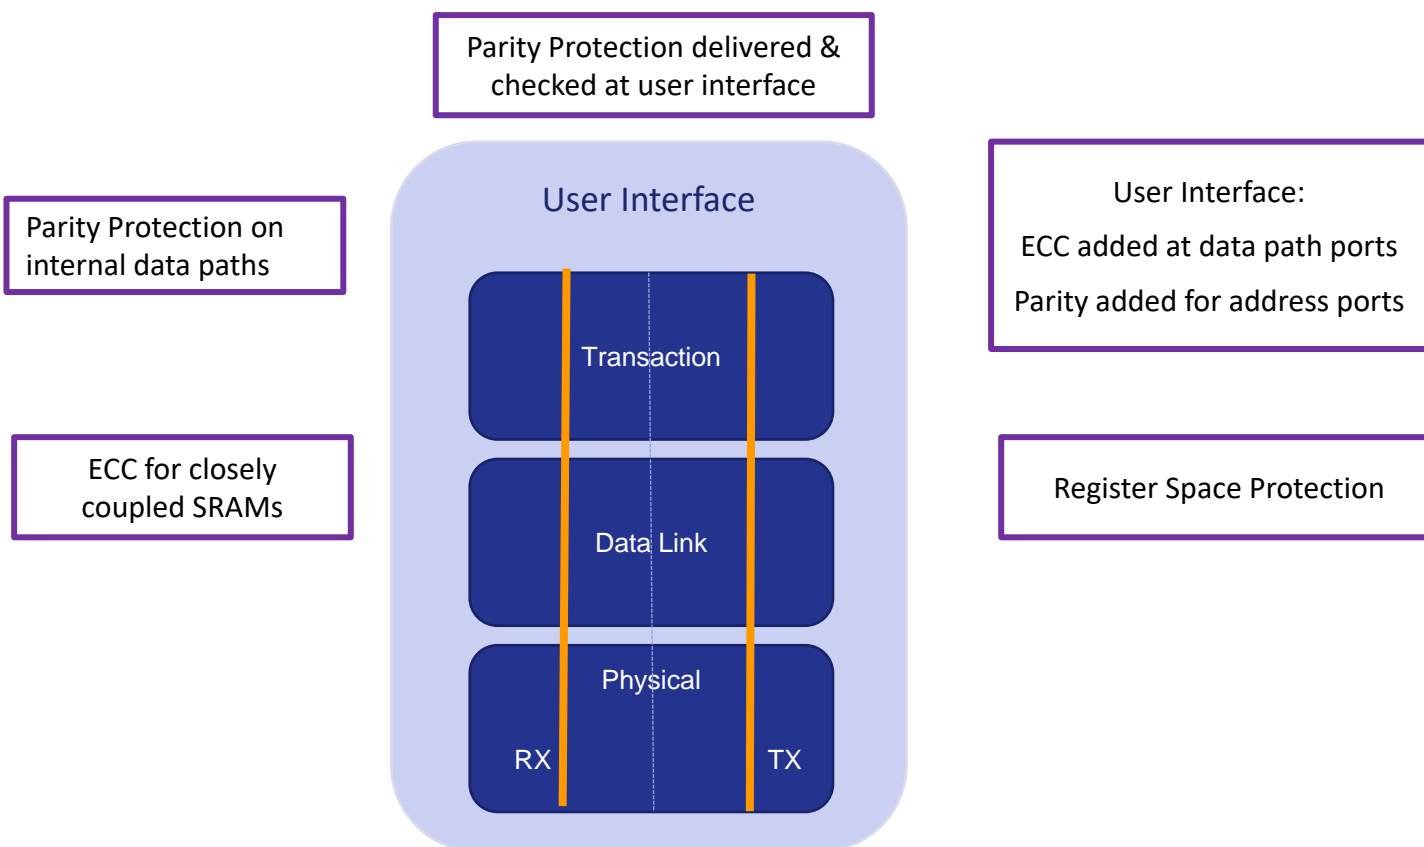 Parity Protection delivered &
checked at user interface
User Interface
Parity Protection on
internal data paths
User Interface:
ECC added at data path ports
Parity added for address ports
Transaction
ECC for closely
coupled SRAMs
Register Space Protection
Data Link
Physical
RX
TX